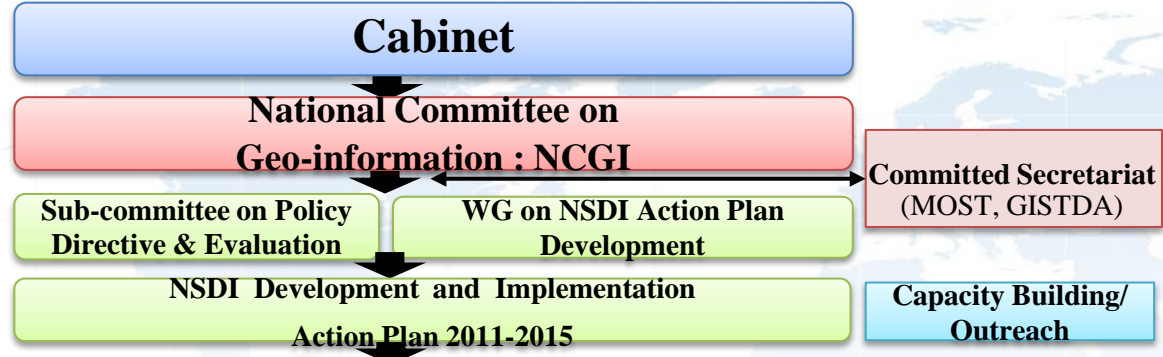 Cabinet
National Committee on
Geo-information : NCGI
Committed Secretariat
(MOST, GISTDA)
Sub-committee on Policy
Directive & Evaluation
WG on NSDI Action Plan
Development
NSDI Development and Implementation
Action Plan 2011-2015
Capacity Building/
Outreach